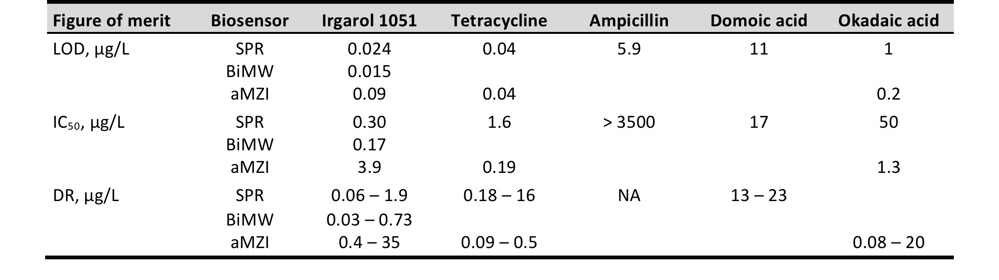 Figure of merit Biosensor Irgarol 1051 Tetracycline Ampicillin Domoic acid Okadaic acid
LOD, µg/L SPR 0.024 0.04 5.9 11 1
BiMW 0.015
aMZI 0.09 0.04 0.2
IC₅₀, µg/L SPR 0.30 1.6 > 3500 17 50
BiMW 0.17
aMZI 3.9 0.19 1.3
DR, µg/L SPR 0.06 – 1.9 0.18 – 16 NA 13 – 23
BiMW 0.03 – 0.73
aMZI 0.4 – 35 0.09 – 0.5 0.08 – 20